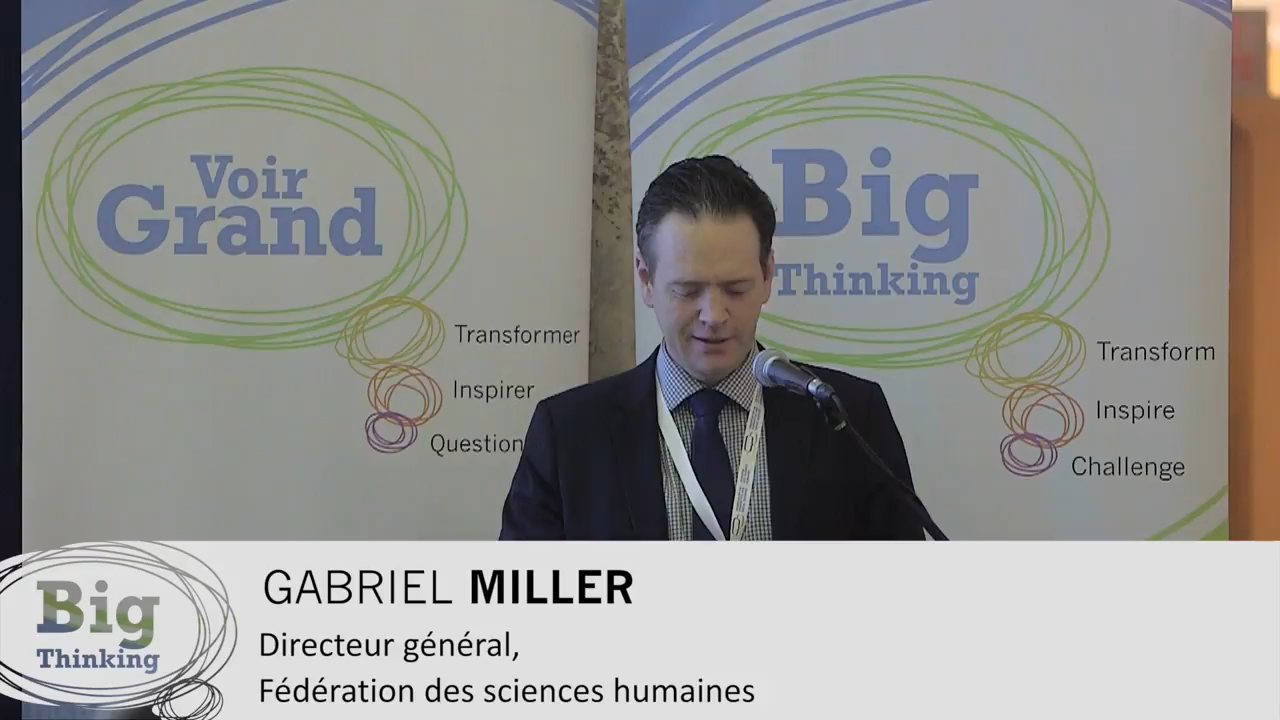 Voir
Grand
Transformer
Inspirer
Question
Big
Thinking
Transform
Inspire
Challenge
Big
Thinking
GABRIEL MILLER
Directeur général,
Fédération des sciences humaines